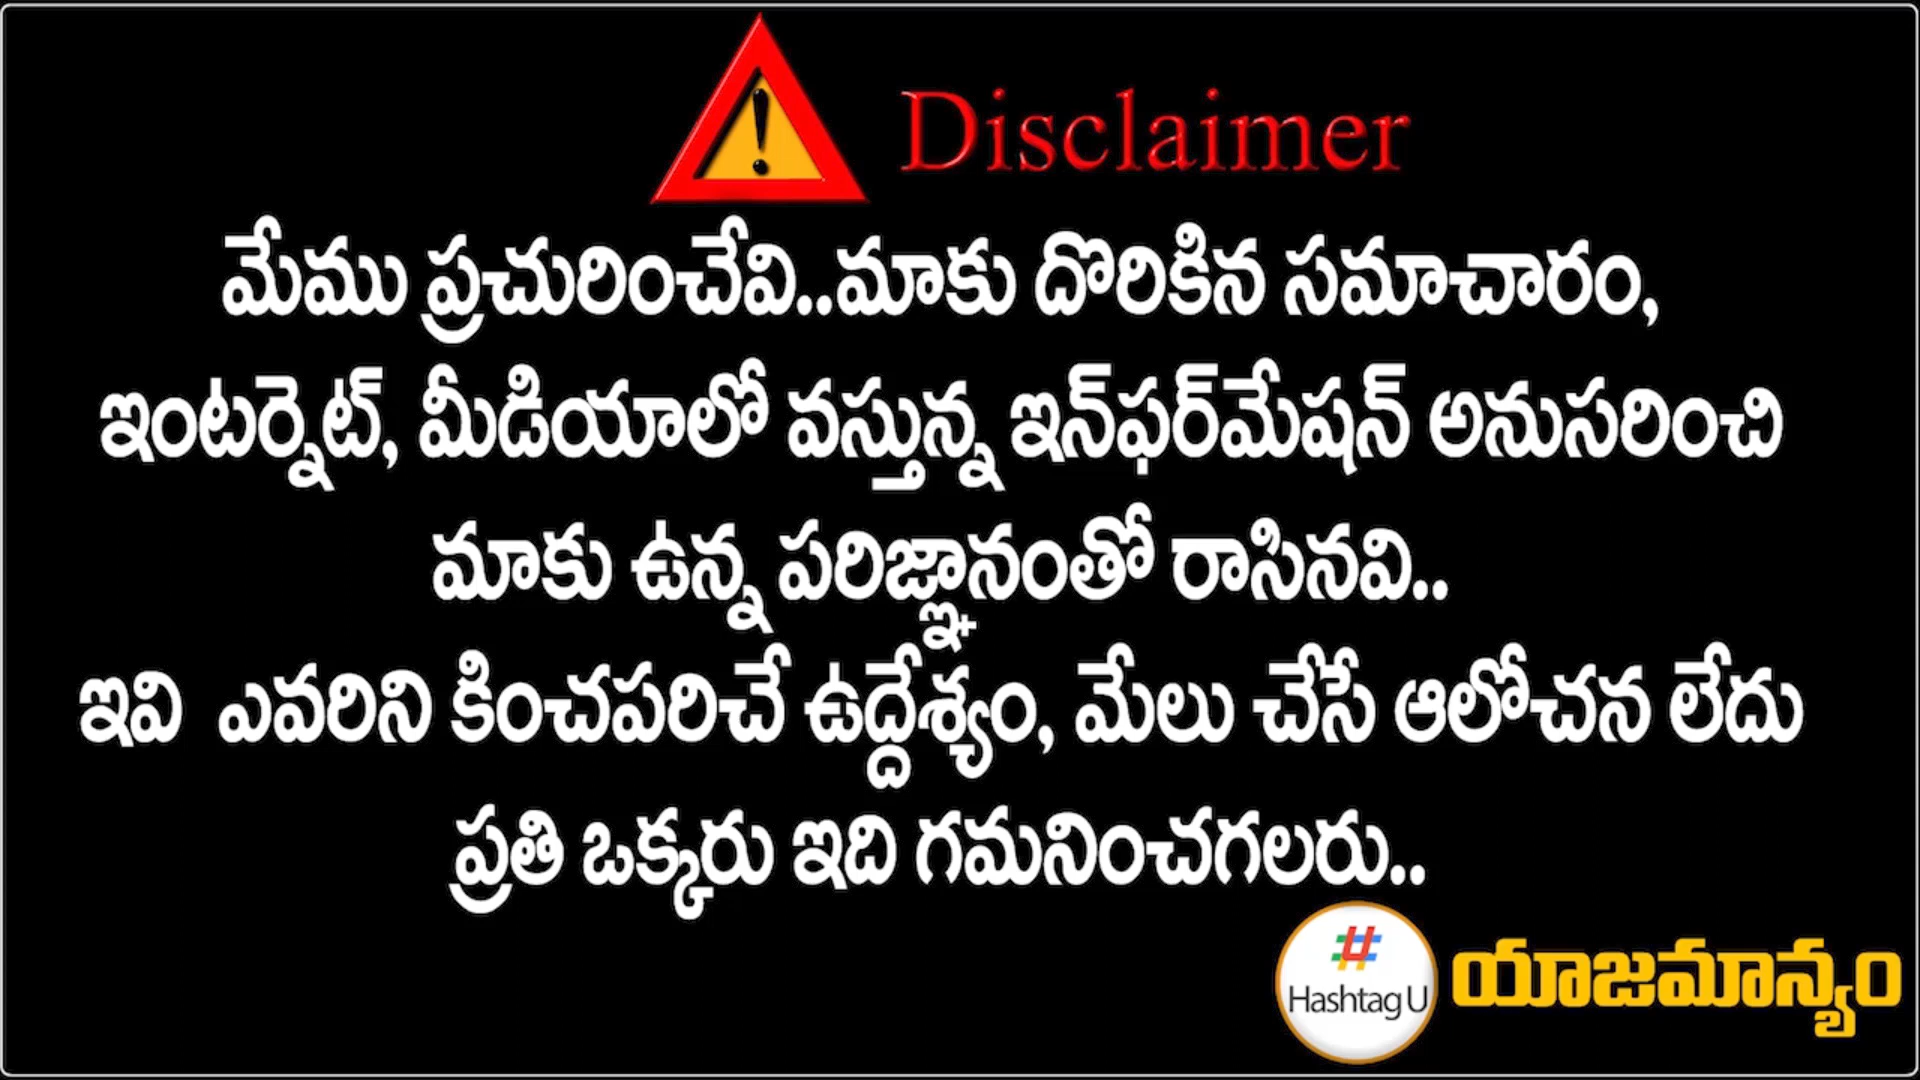 Disclaimer
మేము ప్రచురించేవి..మాకు దొరికిన సమాచారం,
ఇంటర్నెట్, మీడియాలో వస్తున్న ఇన్‌ఫర్‌మేషన్ అనుసరించి
మాకు ఉన్న పరిజ్ఞానంతో రాసినవి..
ఇవి ఎవరిని కించపరిచే ఉద్దేశ్యం, మేలు చేసే ఆలోచన లేదు
ప్రతి ఒక్కరు ఇది గమనించగలరు..
#
Hashtag U
యాజమాన్యం